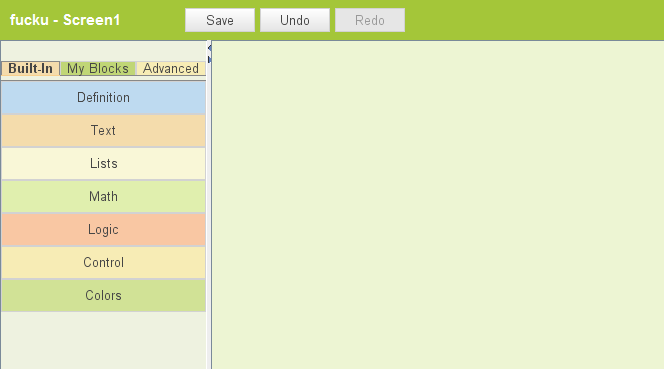 fucku - Screen1
Save Undo Redo
Built-In My Blocks Advanced
Definition
Text
Lists
Math
Logic
Control
Colors